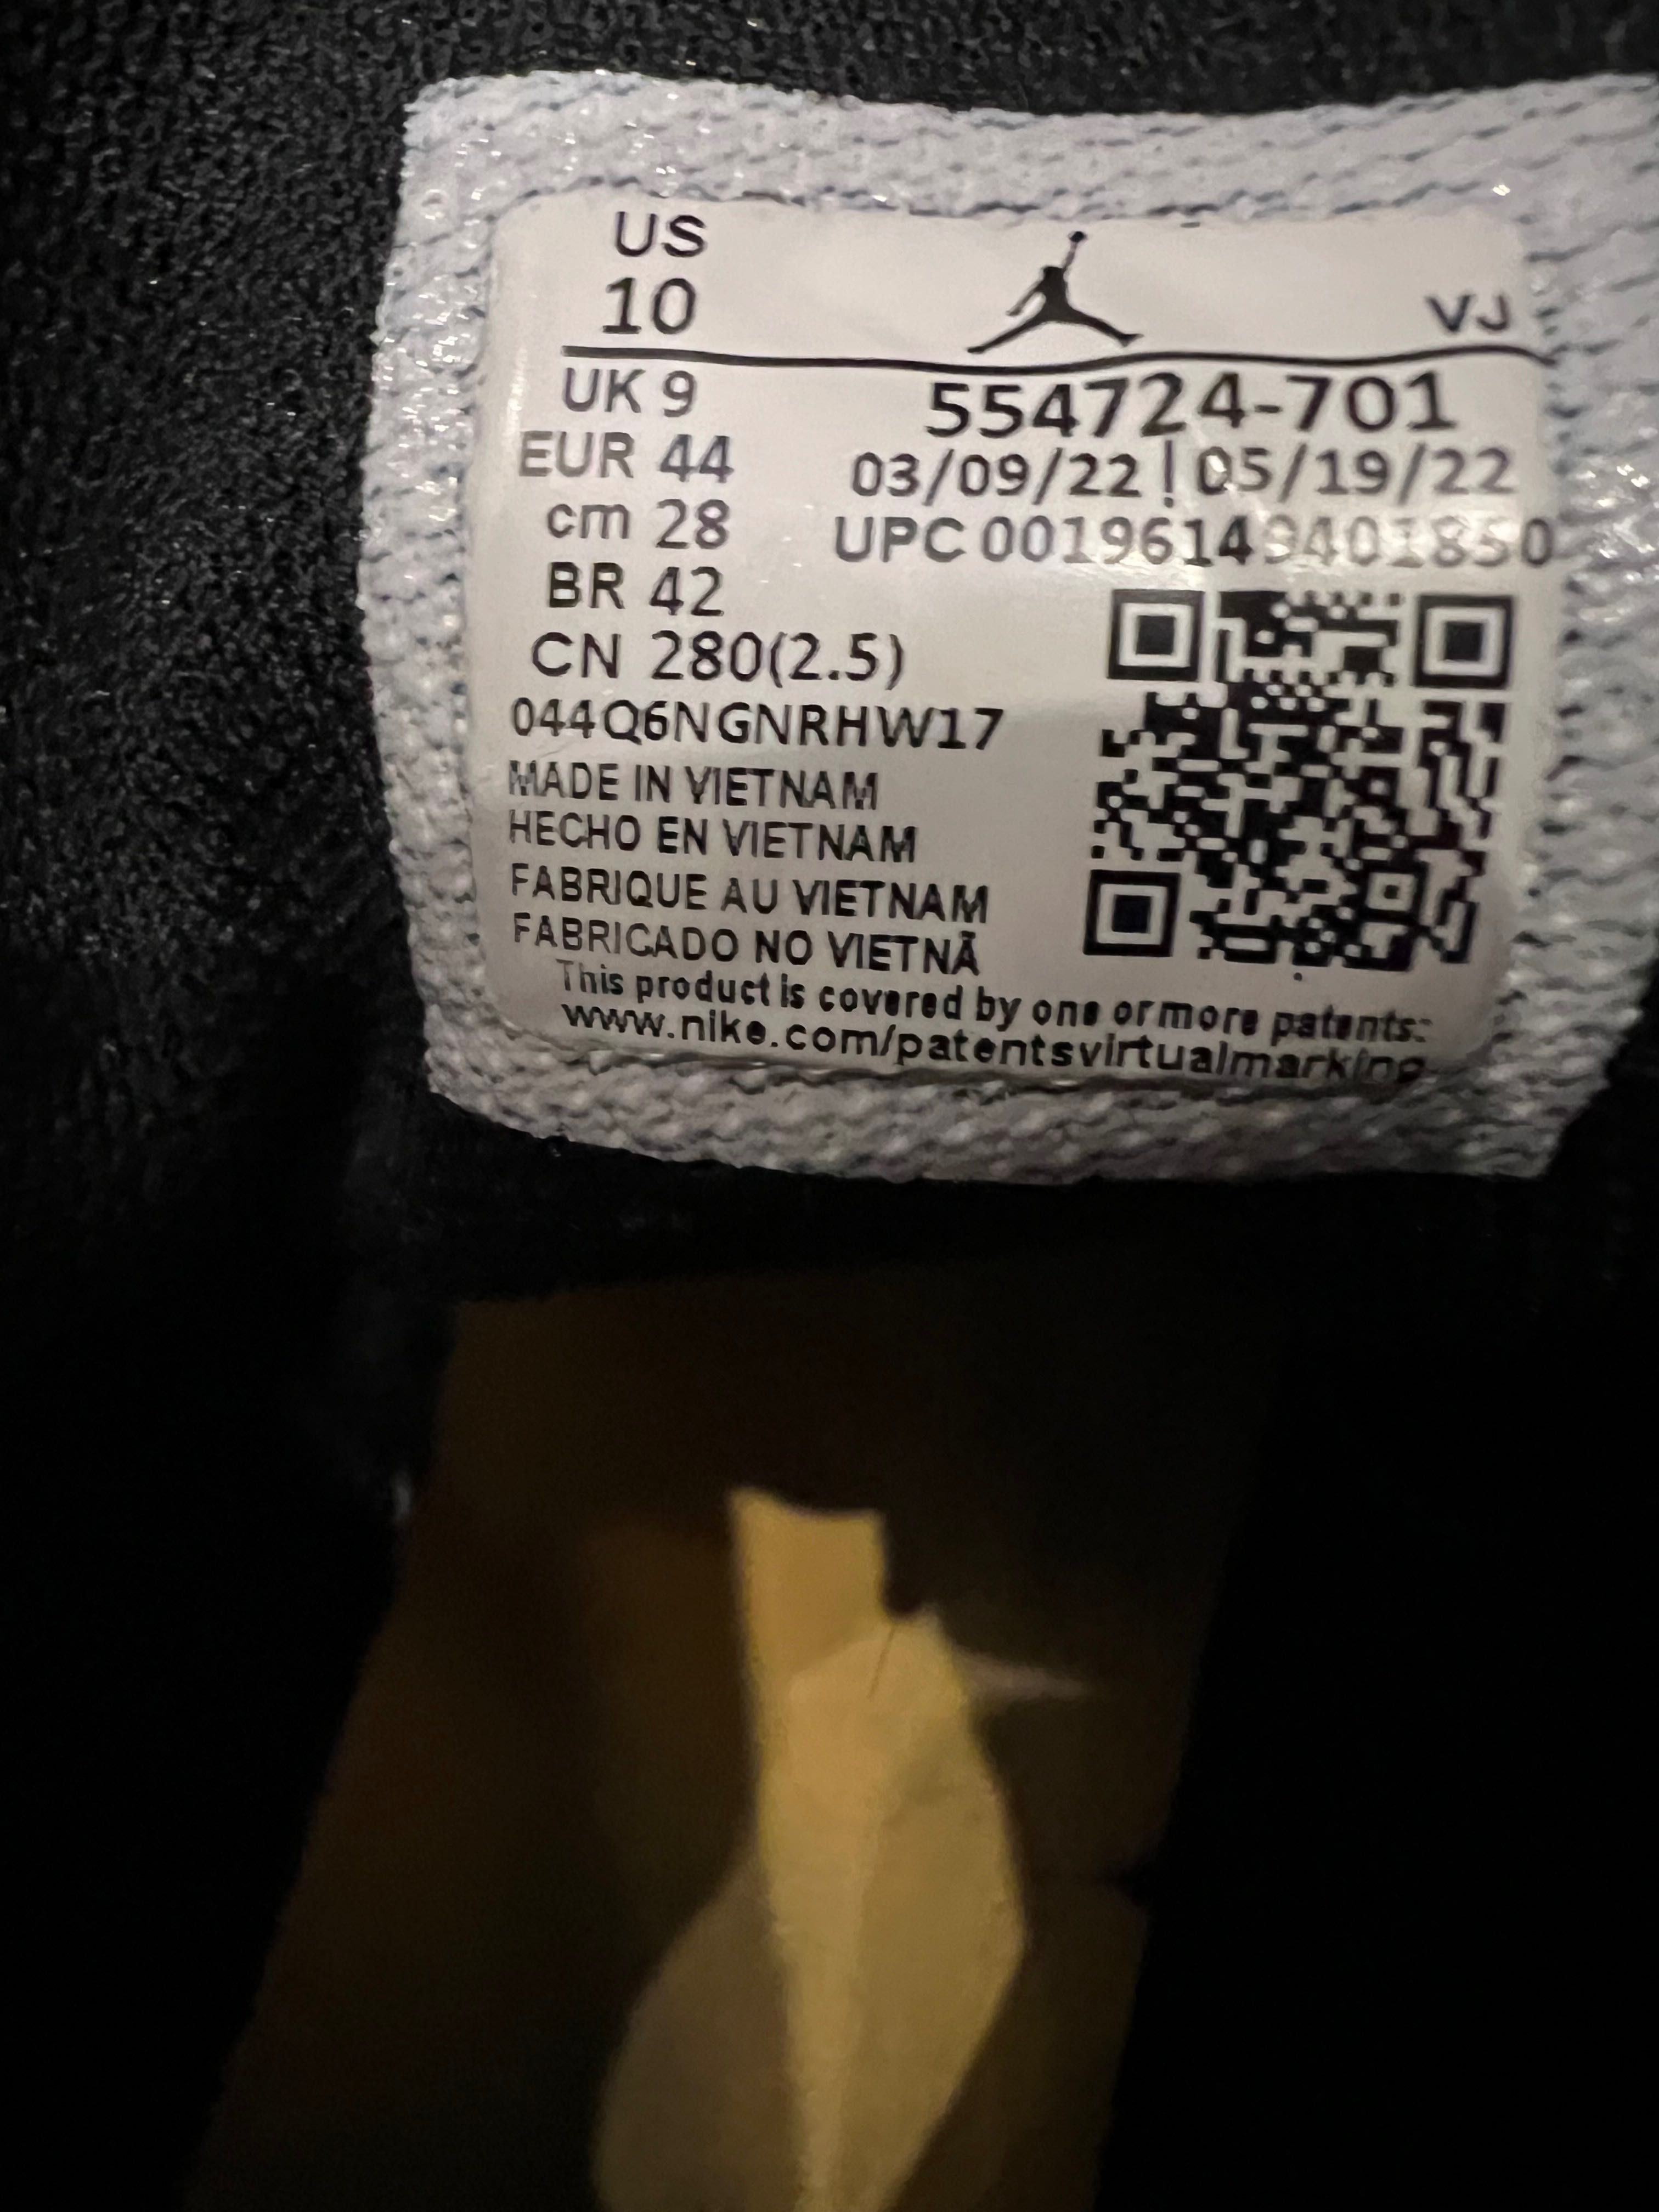 US
10
VJ
UK 9
554724-701
EUR 44
03/09/22 | 05/19/22
cm 28
UPC 00196149401850
BR 42
CN 280(2.5)
044Q6NGNRHW17
MADE IN VIETNAM
HECHO EN VIETNAM
FABRIQUE AU VIETNAM
FABRICADO NO VIETNÃ
This product is covered by one or more patents:
www.nike.com/patentsvirtualmarking